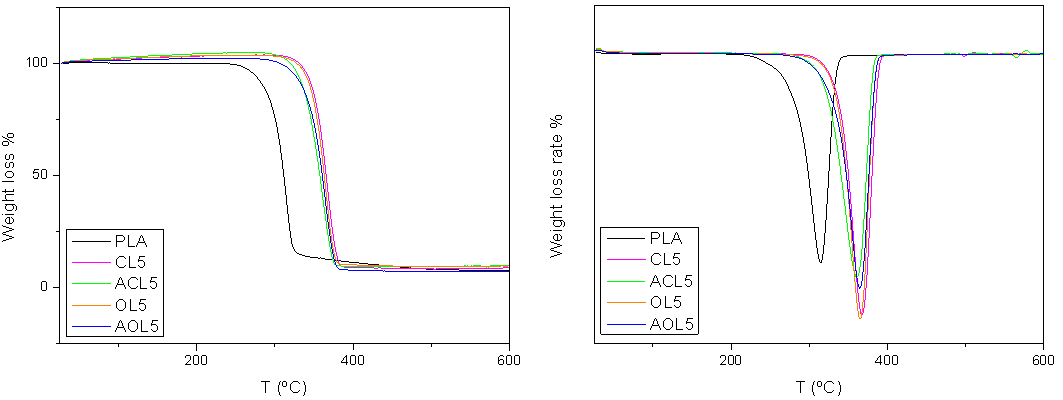 Weight loss %
100
50
0
PLA
CL5
ACL5
OL5
AOL5
200
400
600
T (ºC)
Weight loss rate %
PLA
CL5
ACL5
OL5
AOL5
200
400
600
T (ºC)